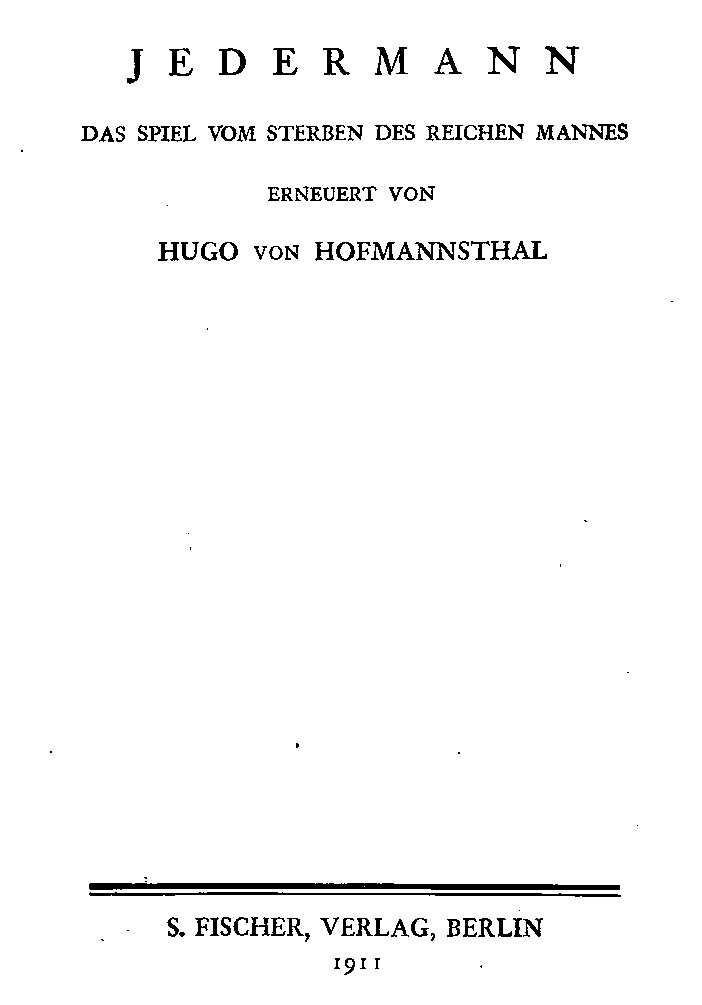 JEDERMANN
DAS SPIEL VOM STERBEN DES REICHEN MANNES
ERNEUERT VON
HUGO VON HOFMANNSTHAL
S. FISCHER, VERLAG, BERLIN
1911